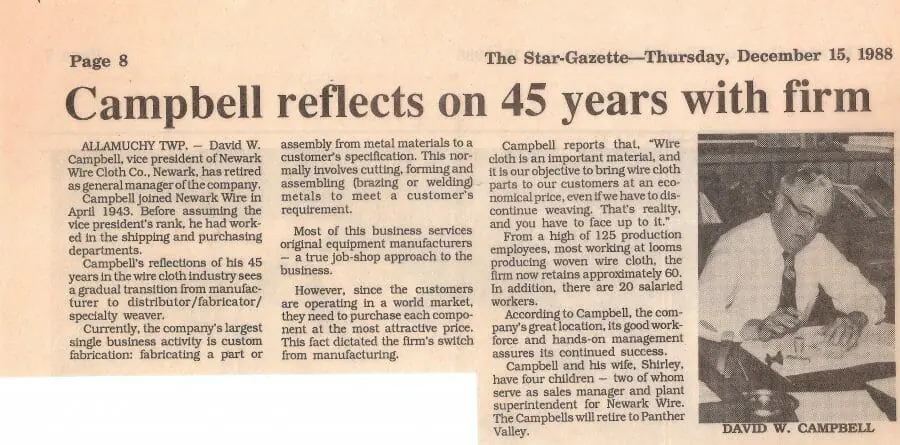 Page 8
The Star-Gazette—Thursday, December 15, 1988
Campbell reflects on 45 years with firm
ALLAMUCHY TWP. — David W.
Campbell, vice president of Newark
Wire Cloth Co., Newark, has retired
as general manager of the company.
Campbell joined Newark Wire in
April 1943. Before assuming the
vice president's rank, he had work-
ed in the shipping and purchasing
departments.
Campbell's reflections of his 45
years in the wire cloth industry sees
a gradual transition from manufac-
turer to distributor/fabricator/
specialty weaver.
Currently, the company's largest
single business activity is custom
fabrication: fabricating a part or
assembly from metal materials to a
customer's specification. This nor-
mally involves cutting, forming and
assembling (brazing or welding)
metals to meet a customer's
requirement.
Most of this business services
original equipment manufacturers
— a true job-shop approach to the
business.
However, since the customers
are operating in a world market,
they need to purchase each compo-
nent at the most attractive price.
This fact dictated the firm's switch
from manufacturing.
Campbell reports that, "Wire
cloth is an important material, and
it is our objective to bring wire cloth
parts to our customers at an eco-
nomical price, even if we have to dis-
continue weaving. That's reality,
and you have to face up to it."
From a high of 125 production
employees, most working at looms
producing woven wire cloth, the
firm now retains approximately 60.
In addition, there are 20 salaried
workers.
According to Campbell, the com-
pany's great location, its good work-
force and hands-on management
assures its continued success.
Campbell and his wife, Shirley,
have four children — two of whom
serve as sales manager and plant
superintendent for Newark Wire.
The Campbells will retire to Panther
Valley.
DAVID W. CAMPBELL